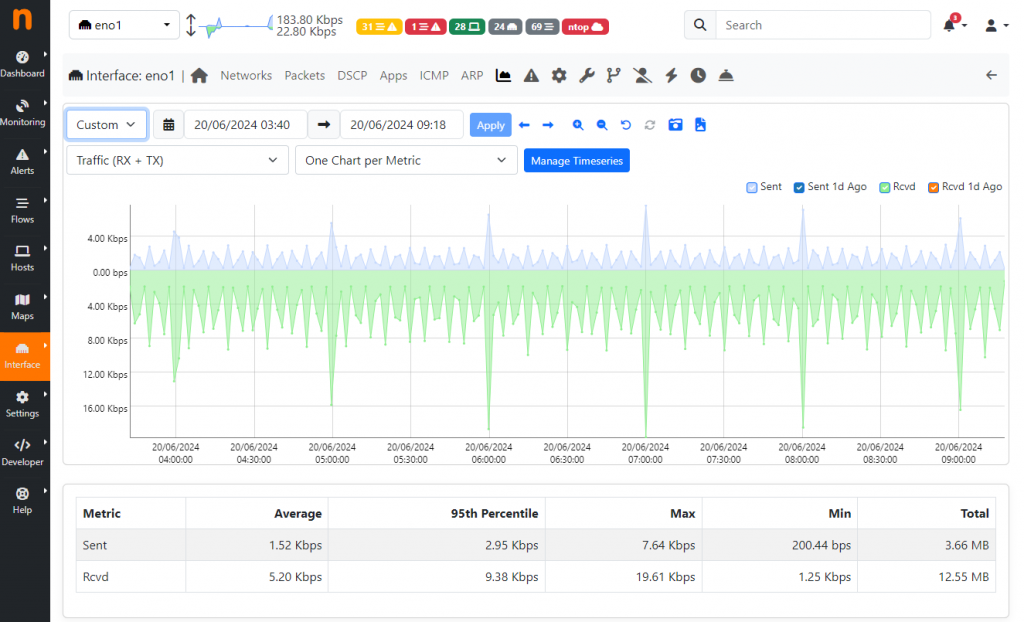 n
eno1
183.80 Kbps
22.80 Kbps
31
1
28
24
69
ntop
Search
3
Dashboard
Monitoring
Alerts
Flows
Hosts
Maps
Interface
Settings
Developer
Help
Interface: eno1 | Networks Packets DSCP Apps ICMP ARP
Custom
20/06/2024 03:40
20/06/2024 09:18
Apply
Traffic (RX + TX)
One Chart per Metric
Manage Timeseries
Sent Sent 1d Ago Rcvd Rcvd 1d Ago
4.00 Kbps
0.00 bps
4.00 Kbps
8.00 Kbps
12.00 Kbps
16.00 Kbps
20/06/2024 20/06/2024 20/06/2024 20/06/2024 20/06/2024 20/06/2024 20/06/2024 20/06/2024 20/06/2024 20/06/2024 20/06/2024
04:00:00 04:30:00 05:00:00 05:30:00 06:00:00 06:30:00 07:00:00 07:30:00 08:00:00 08:30:00 09:00:00
Metric Average 95th Percentile Max Min Total
Sent 1.52 Kbps 2.95 Kbps 7.64 Kbps 200.44 bps 3.66 MB
Rcvd 5.20 Kbps 9.38 Kbps 19.61 Kbps 1.25 Kbps 12.55 MB